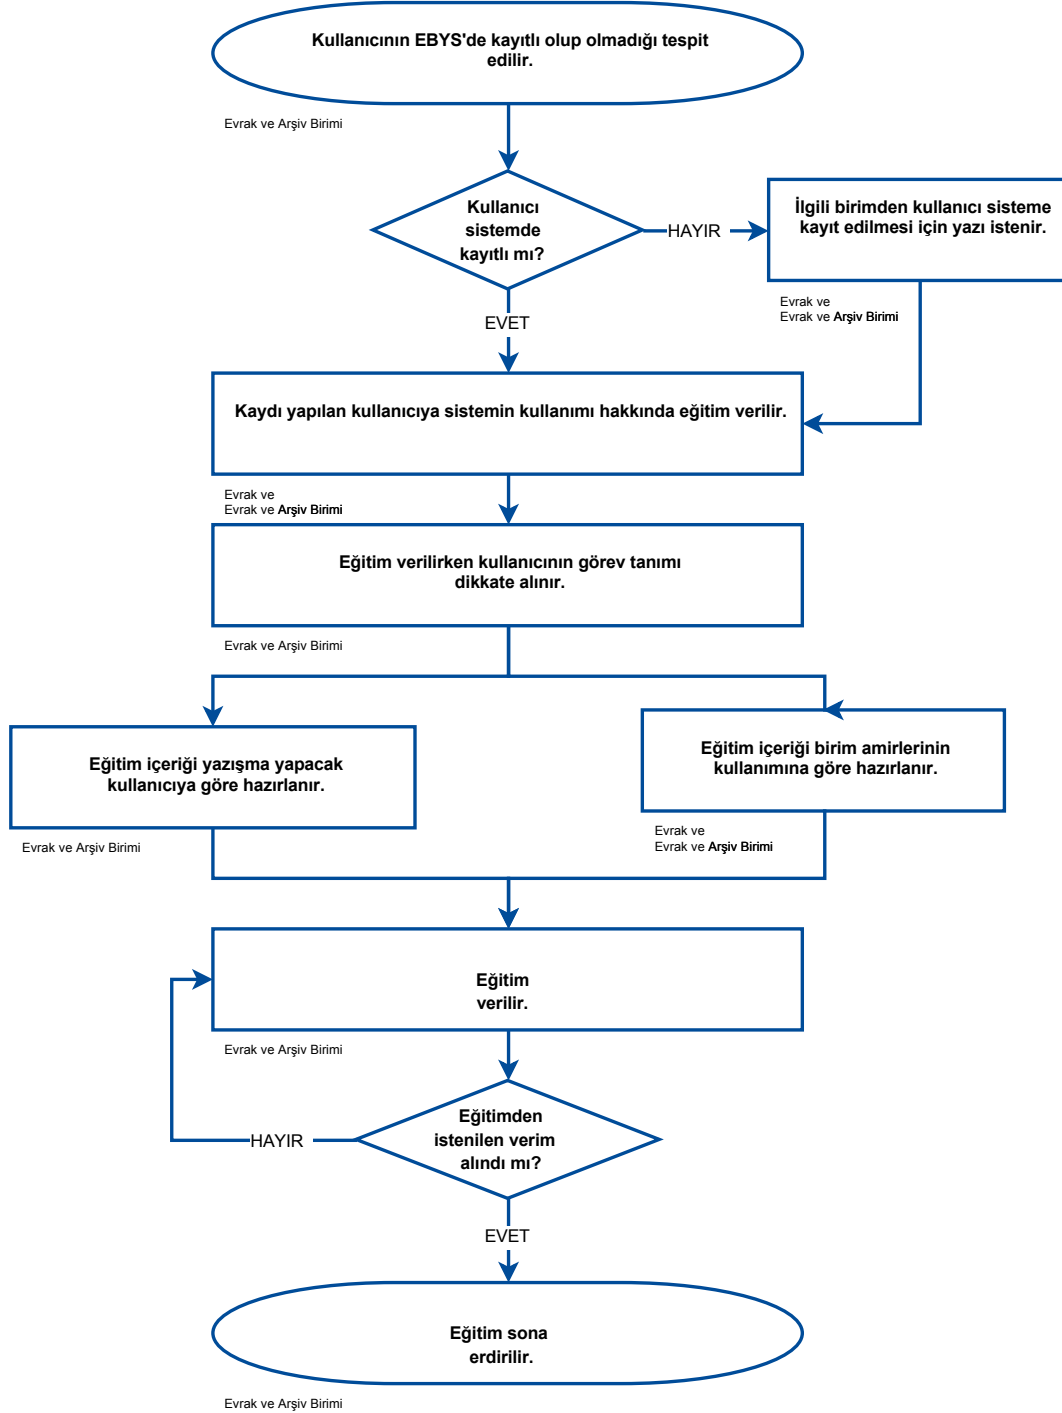 Kullanıcının EBYS'de kayıtlı olup olmadığı tespit
edilir.
Evrak ve Arşiv Birimi
Kullanıcı
sistemde
kayıtlı mı?
HAYIR
İlgili birimden kullanıcı sisteme
kayıt edilmesi için yazı istenir.
Evrak ve
Evrak ve Arşiv Birimi
EVET
Kaydı yapılan kullanıcıya sistemin kullanımı hakkında eğitim verilir.
Evrak ve
Evrak ve Arşiv Birimi
Eğitim verilirken kullanıcının görev tanımı
dikkate alınır.
Evrak ve Arşiv Birimi
Eğitim içeriği yazışma yapacak
kullanıcıya göre hazırlanır.
Evrak ve Arşiv Birimi
Eğitim içeriği birim amirlerinin
kullanımına göre hazırlanır.
Evrak ve
Evrak ve Arşiv Birimi
Eğitim
verilir.
Evrak ve Arşiv Birimi
Eğitimden
istenilen verim
alındı mı?
HAYIR
EVET
Eğitim sona
erdirilir.
Evrak ve Arşiv Birimi